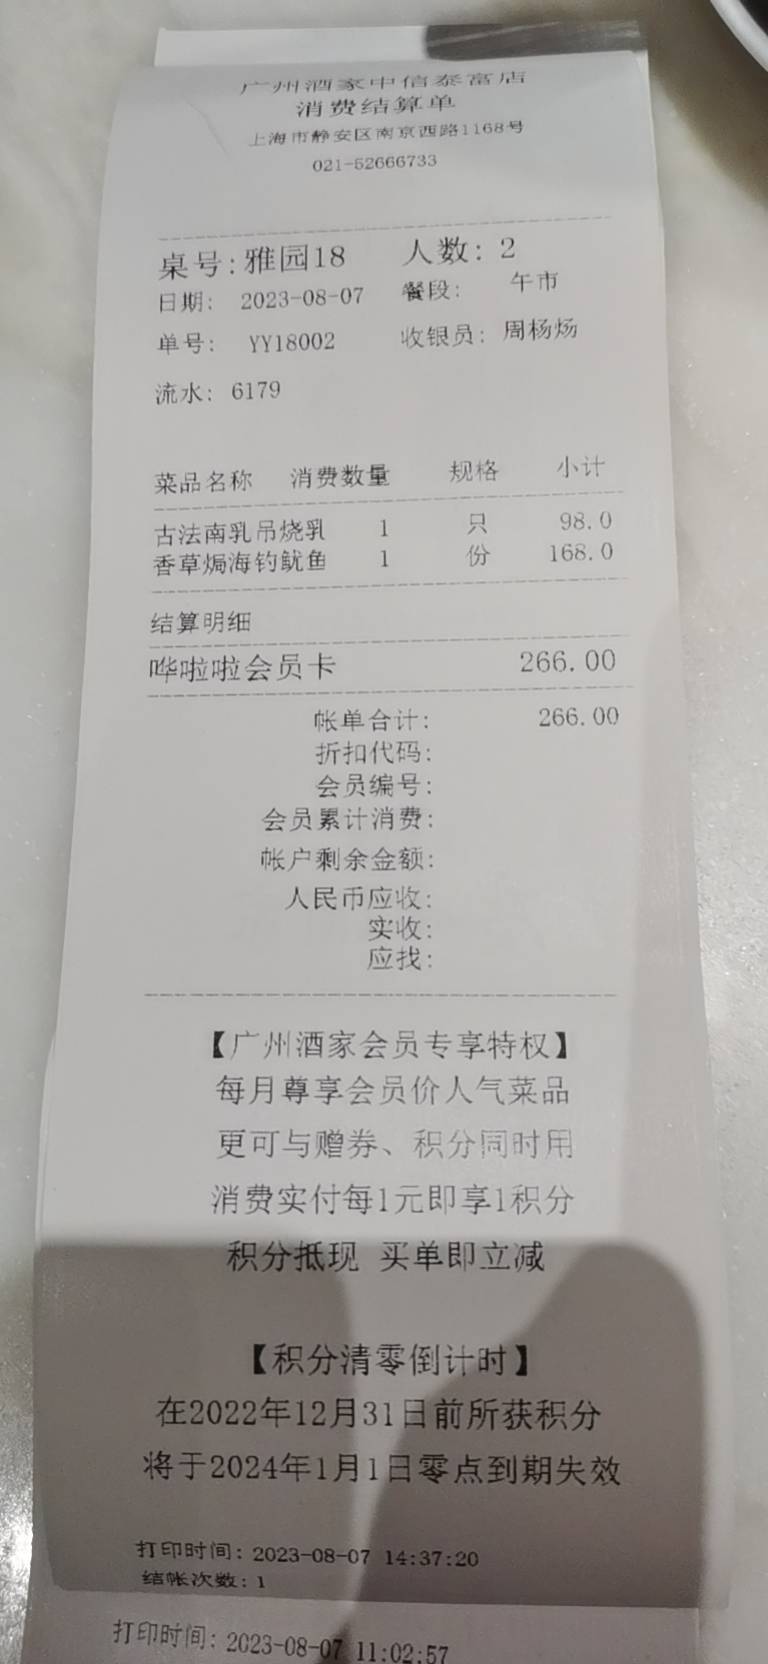 广州酒家中信泰富店
消费结算单
上海市静安区南京西路1168号
021-52666733
桌号:雅园18 人数: 2
日期: 2023-08-07 餐段: 午市
单号: YY18002 收银员: 周杨炀
流水: 6179
菜品名称 消费数量 规格 小计
古法南乳吊烧乳 1 只 98.0
香草焗海钓鱿鱼 1 份 168.0
结算明细
哗啦啦会员卡 266.00
帐单合计: 266.00
折扣代码:
会员编号:
会员累计消费:
帐户剩余金额:
人民币应收:
实收:
应找:
【广州酒家会员专享特权】
每月尊享会员价人气菜品
更可与赠券、积分同时用
消费实付每1元即享1积分
积分抵现 买单即立减
【积分清零倒计时】
在2022年12月31日前所获积分
将于2024年1月1日零点到期失效
打印时间: 2023-08-07 14:37:20
结帐次数: 1
打印时间: 2023-08-07 11:02:57